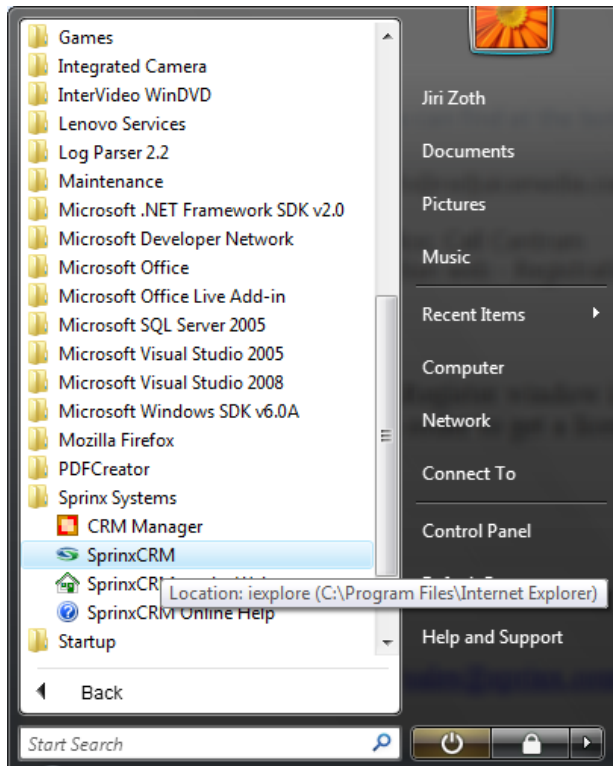 Games
Integrated Camera
InterVideo WinDVD
Lenovo Services
Log Parser 2.2
Maintenance
Microsoft .NET Framework SDK v2.0
Microsoft Developer Network
Microsoft Office
Microsoft Office Live Add-in
Microsoft SQL Server 2005
Microsoft Visual Studio 2005
Microsoft Visual Studio 2008
Microsoft Windows SDK v6.0A
Mozilla Firefox
PDFCreator
Sprinx Systems
CRM Manager
SprinxCRM
Location: iexplore (C:\Program Files\Internet Explorer)
SprinxCRM Online Help
Startup
Back
Start Search
Jiri Zoth
Documents
Pictures
Music
Recent Items
Computer
Network
Connect To
Control Panel
Help and Support